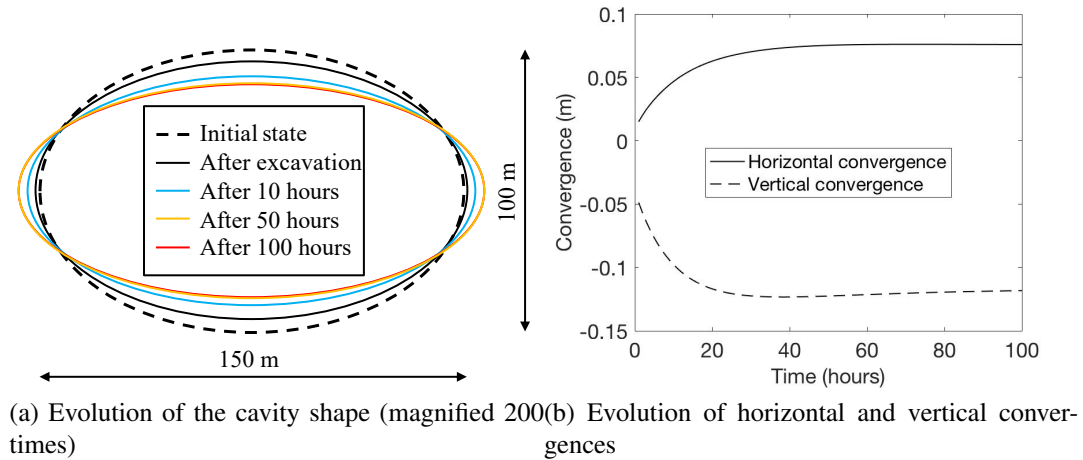 Initial state
After excavation
After 10 hours
After 50 hours
After 100 hours
100 m
150 m
(a) Evolution of the cavity shape (magnified 200
times)
0.1
0.05
0
-0.05
-0.1
-0.15
Convergence (m)
Horizontal convergence
Vertical convergence
0
20
40
60
80
100
Time (hours)
(b) Evolution of horizontal and vertical conver-
gences